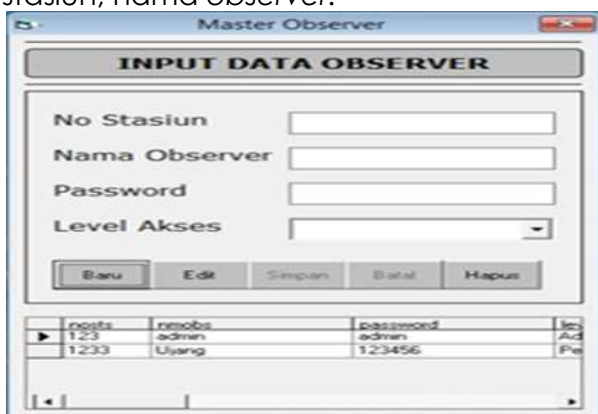 stasiun, nama observer.
Master Observer
INPUT DATA OBSERVER
No Stasiun
Nama Observer
Password
Level Akses
Baru Edit Simpan Batal Hapus
nosts nmobs password lev
123 admin admin Ad
1233 Ujang 123456 Pe